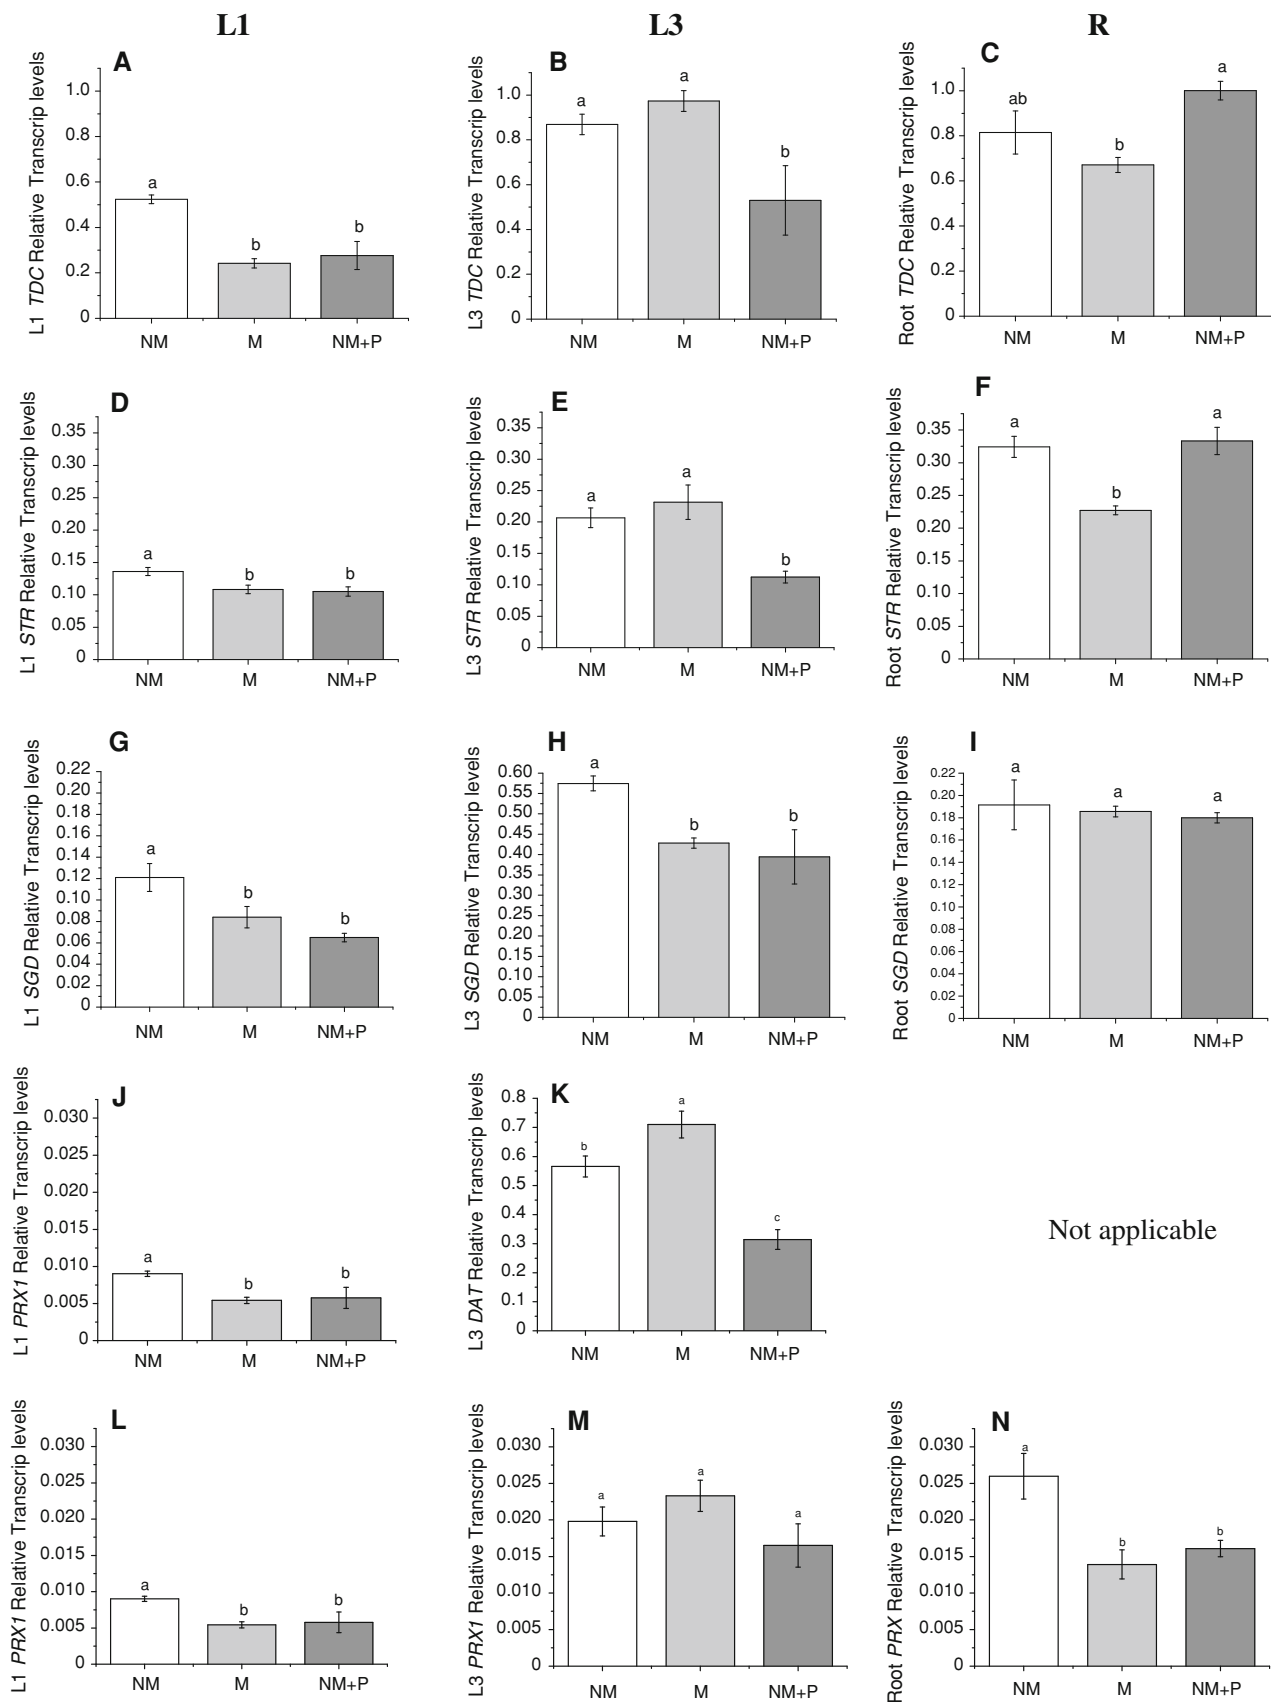 L1
L3
R
A
L1 TDC Relative Transcrip levels
1.0
0.8
0.6
0.4
0.2
0
a
b
b
NM M NM+P
B
L3 TDC Relative Transcrip levels
1.0
0.8
0.6
0.4
0.2
0
a
a
b
NM M NM+P
C
Root TDC Relative Transcrip levels
1.0
0.8
0.6
0.4
0.2
0
ab
b
a
NM M NM+P
D
L1 STR Relative Transcrip levels
0.35
0.30
0.25
0.20
0.15
0.10
0.05
0
a
b
b
NM M NM+P
E
L3 STR Relative Transcrip levels
0.35
0.30
0.25
0.20
0.15
0.10
0.05
0
a
a
b
NM M NM+P
F
Root STR Relative Transcrip levels
0.35
0.30
0.25
0.20
0.15
0.10
0.05
0
a
b
a
NM M NM+P
G
L1 SGD Relative Transcrip levels
0.22
0.20
0.18
0.16
0.14
0.12
0.10
0.08
0.06
0.04
0.02
0
a
b
b
NM M NM+P
H
L3 SGD Relative Transcrip levels
0.60
0.55
0.50
0.45
0.40
0.35
0.30
0.25
0.20
0.15
0.10
0.05
0
a
b
b
NM M NM+P
I
Root SGD Relative Transcrip levels
0.22
0.20
0.18
0.16
0.14
0.12
0.10
0.08
0.06
0.04
0.02
0
a
a
a
NM M NM+P
J
L1 PRX1 Relative Transcrip levels
0.030
0.025
0.020
0.015
0.010
0.005
0
a
b
b
NM M NM+P
K
L3 DAT Relative Transcrip levels
0.8
0.7
0.6
0.5
0.4
0.3
0.2
0.1
0
b
a
c
NM M NM+P
Not applicable
L
L1 PRX1 Relative Transcrip levels
0.030
0.025
0.020
0.015
0.010
0.005
0
a
b
b
NM M NM+P
M
L3 PRX1 Relative Transcrip levels
0.030
0.025
0.020
0.015
0.010
0.005
0
a
a
a
NM M NM+P
N
Root PRX Relative Transcrip levels
0.030
0.025
0.020
0.015
0.010
0.005
0
a
b
b
NM M NM+P